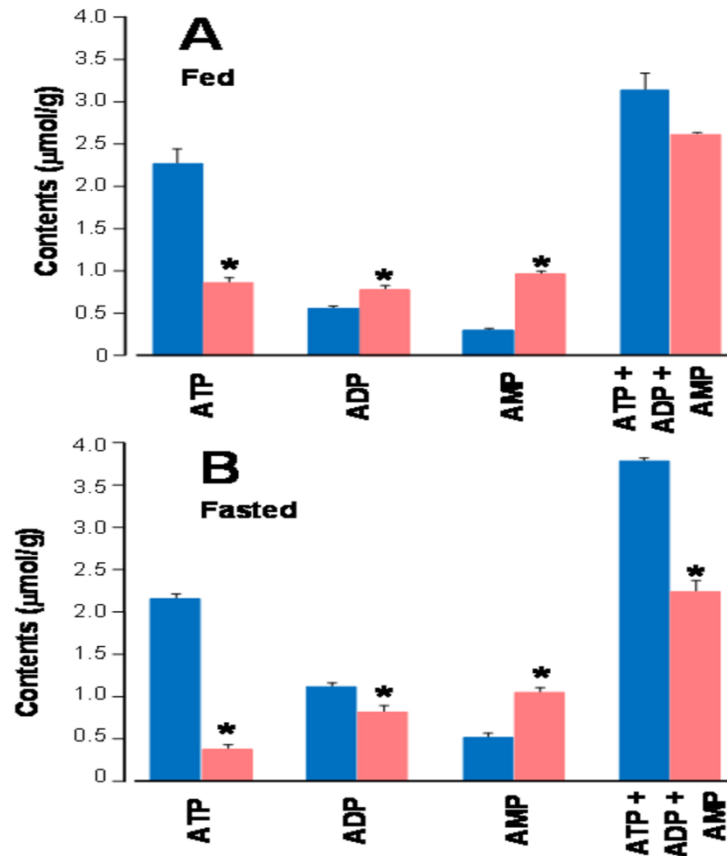 A
Fed
Contents (μmol/g)
4.0
3.5
3.0
2.5
2.0
1.5
1.0
0.5
0
*
*
*
ATP
ADP
AMP
ATP +
ADP +
AMP
B
Fasted
Contents (μmol/g)
4.0
3.5
3.0
2.5
2.0
1.5
1.0
0.5
0
*
*
*
*
ATP
ADP
AMP
ATP +
ADP +
AMP